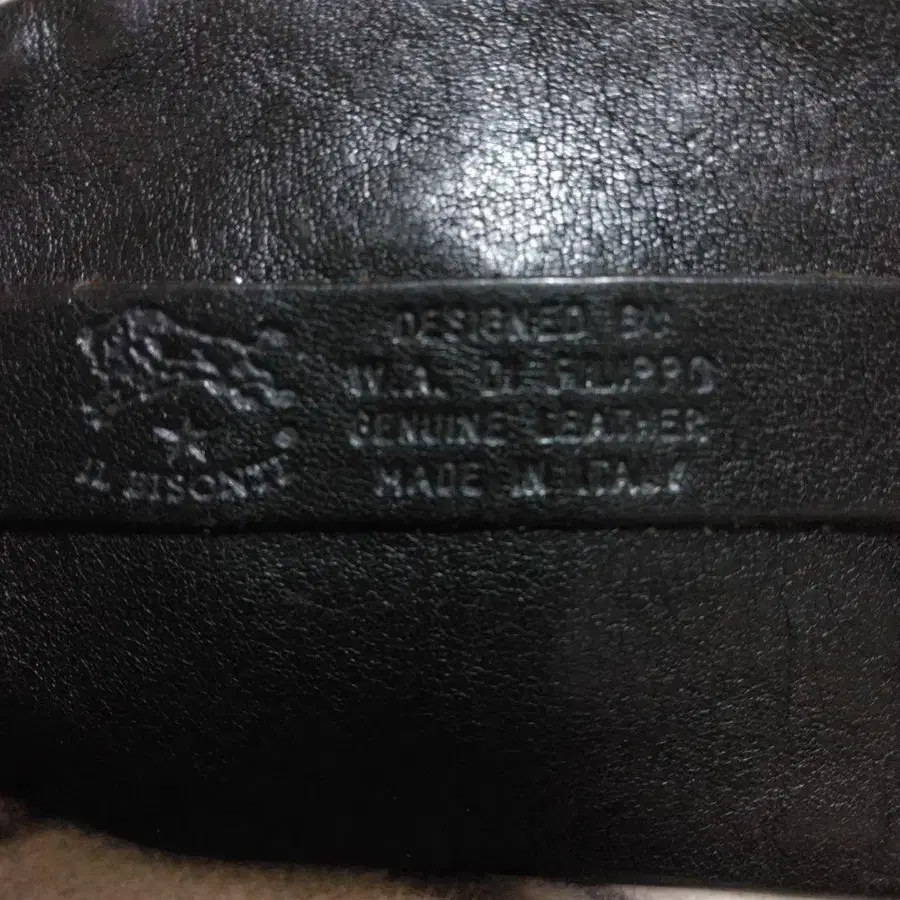 IL BISONTE
DESIGNED BY
W.A. DI FILIPPO
GENUINE LEATHER
MADE IN ITALY